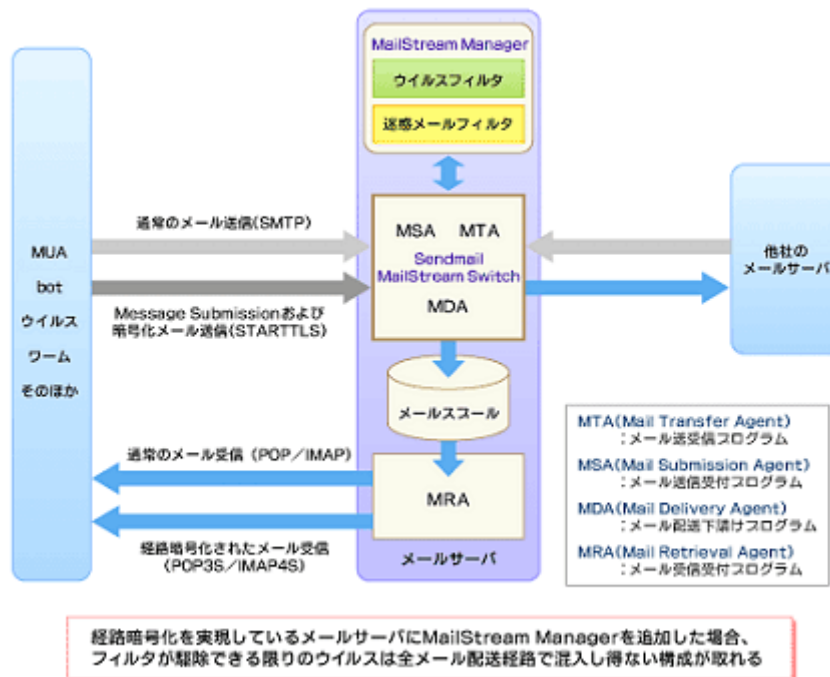 MailStream Manager
ウイルスフィルタ
迷惑メールフィルタ
通常のメール送信(SMTP)
MUA
bot
ウイルス
ワーム
そのほか
MSA MTA
Sendmail
MailStream Switch
MDA
他社の
メールサーバ
Message Submissionおよび
暗号化メール送信(STARTTLS)
メールスプール
通常のメール受信(POP/IMAP)
MRA
経路暗号化されたメール受信
(POP3S/IMAP4S)
メールサーバ
MTA(Mail Transfer Agent)
:メール送受信プログラム
MSA(Mail Submission Agent)
:メール送信受付プログラム
MDA(Mail Delivery Agent)
:メール配送下請けプログラム
MRA(Mail Retrieval Agent)
:メール受信受付プログラム
経路暗号化を実現しているメールサーバにMailStream Managerを追加した場合、
フィルタが駆除できる限りのウイルスは全メール配送経路で混入し得ない構成が取れる